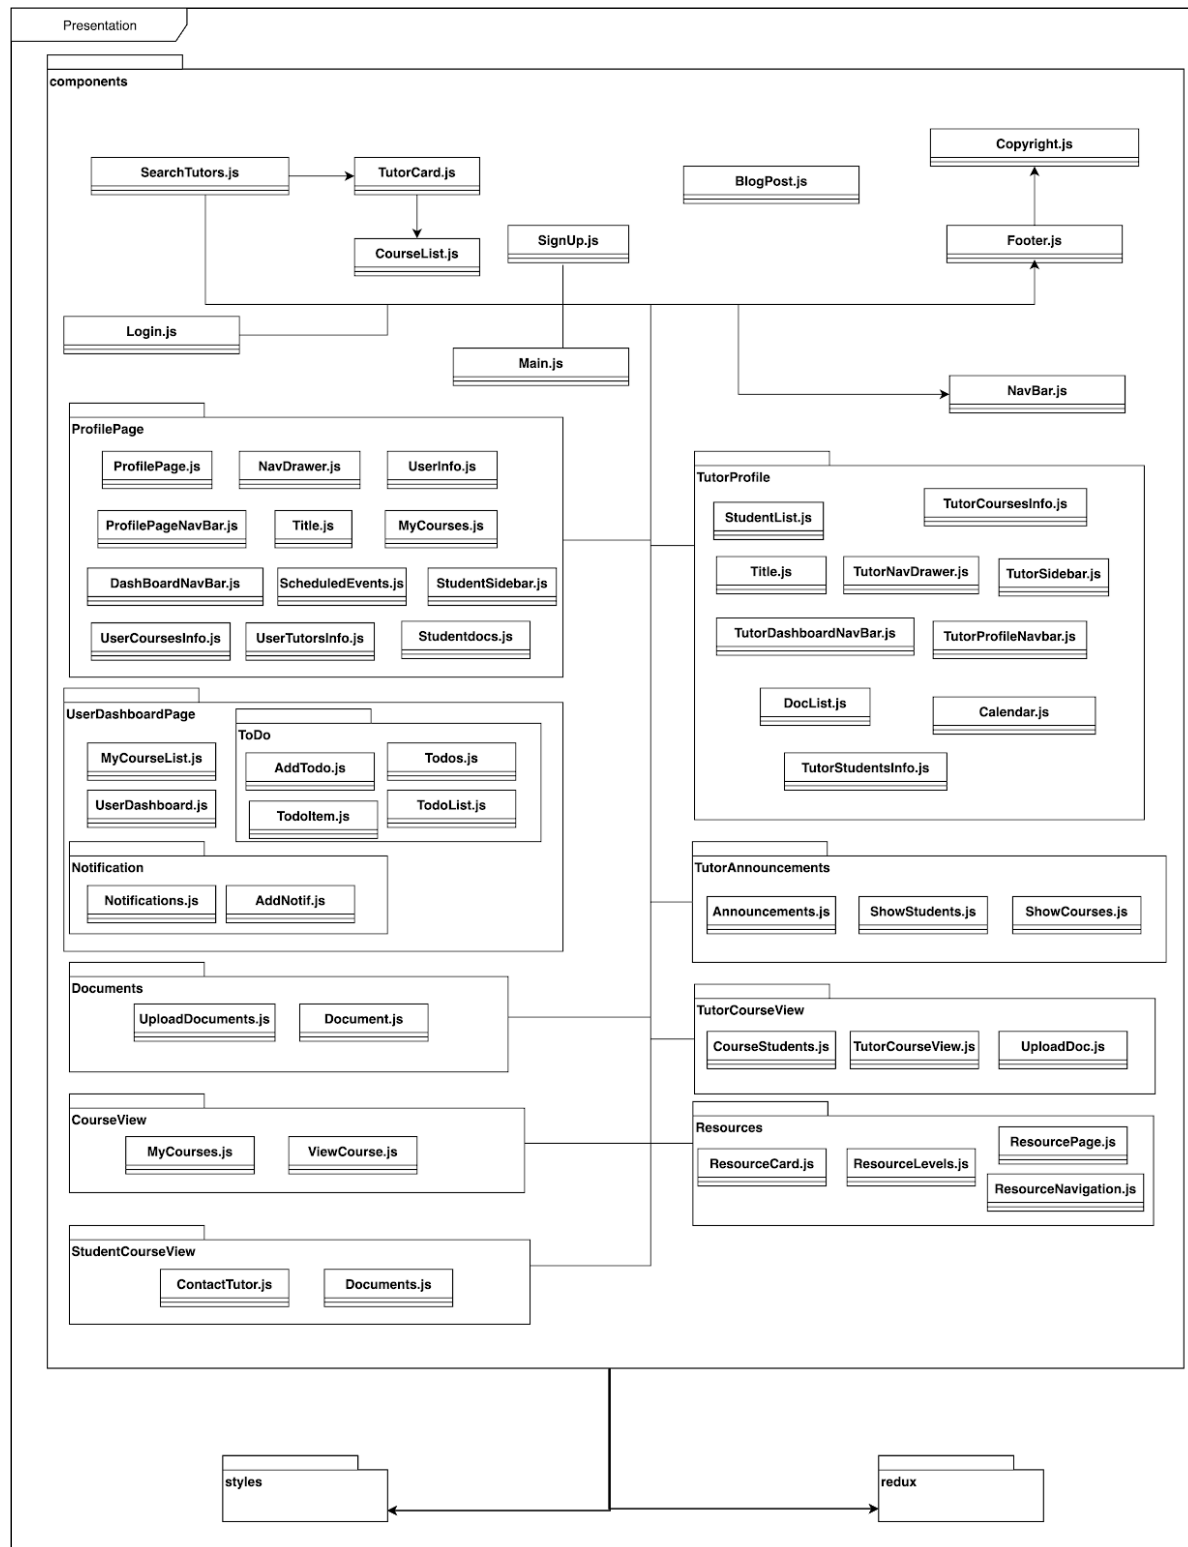 Presentation
components
Copyright.js
SearchTutors.js
TutorCard.js
BlogPost.js
SignUp.js
Footer.js
CourseList.js
Login.js
Main.js
NavBar.js
ProfilePage
ProfilePage.js
NavDrawer.js
UserInfo.js
ProfilePageNavBar.js
Title.js
MyCourses.js
DashBoardNavBar.js
ScheduledEvents.js
StudentSidebar.js
UserCoursesInfo.js
UserTutorsInfo.js
Studentdocs.js
TutorProfile
StudentList.js
TutorCoursesInfo.js
Title.js
TutorNavDrawer.js
TutorSidebar.js
TutorDashboardNavBar.js
TutorProfileNavbar.js
DocList.js
Calendar.js
TutorStudentsInfo.js
UserDashboardPage
MyCourseList.js
UserDashboard.js
ToDo
AddTodo.js
Todos.js
TodoItem.js
TodoList.js
Notification
Notifications.js
AddNotif.js
TutorAnnouncements
Announcements.js
ShowStudents.js
ShowCourses.js
Documents
UploadDocuments.js
Document.js
TutorCourseView
CourseStudents.js
TutorCourseView.js
UploadDoc.js
CourseView
MyCourses.js
ViewCourse.js
Resources
ResourceCard.js
ResourceLevels.js
ResourcePage.js
ResourceNavigation.js
StudentCourseView
ContactTutor.js
Documents.js
styles
redux